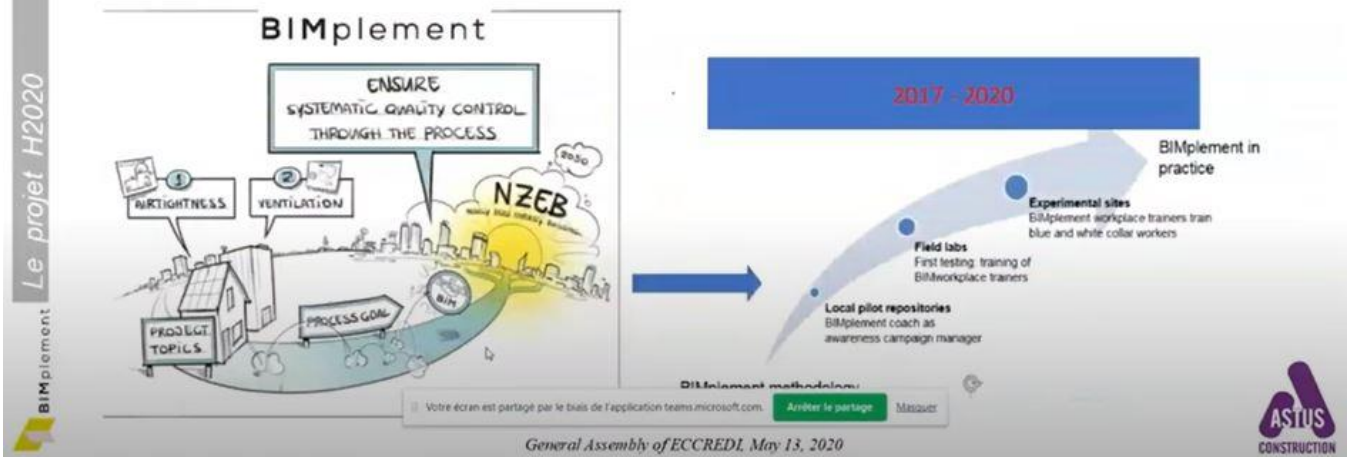 Le projet H2020
BIMplement
BIMplement
ENSURE
SYSTEMATIC QUALITY CONTROL
THROUGH THE PROCESS
1
AIRTIGHTNESS
2
VENTILATION
2050
NZEB
PROJECT
TOPICS
PROCESS GOAL
BIM
2017 - 2020
BIMplement in
practice
Experimental sites
BIMplement workplace trainers train
blue and white collar workers
Field labs
First testing: training of
BIMworkplace trainers
Local pilot repositories
BIMplement coach as
awareness campaign manager
BIMplement methodology
Votre écran est partagé par le biais de l'application teams.microsoft.com.
Arrêter le partage
Masquer
General Assembly of ECCREDI, May 13, 2020
ASTUS
CONSTRUCTION